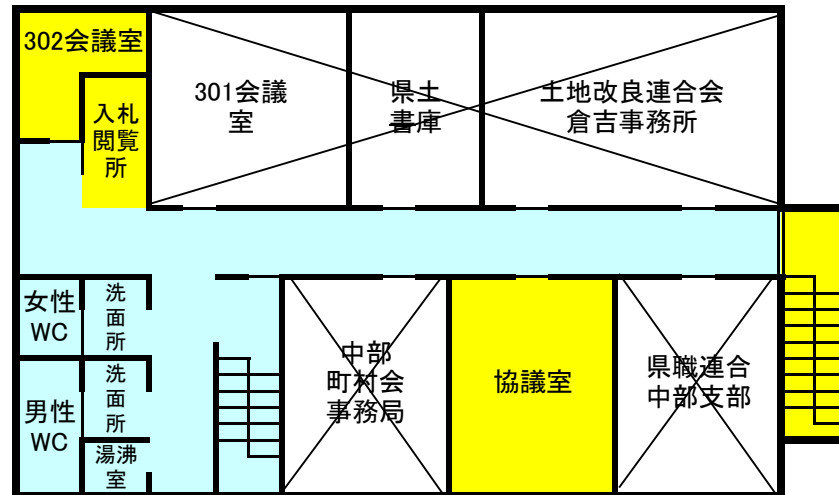 302会議室
入札
閲覧
所
301会議
室
県土
書庫
土地改良連合会
倉吉事務所
女性
WC
洗
面
所
男性
WC
洗
面
所
湯沸
室
中部
町村会
事務局
協議室
県職連合
中部支部